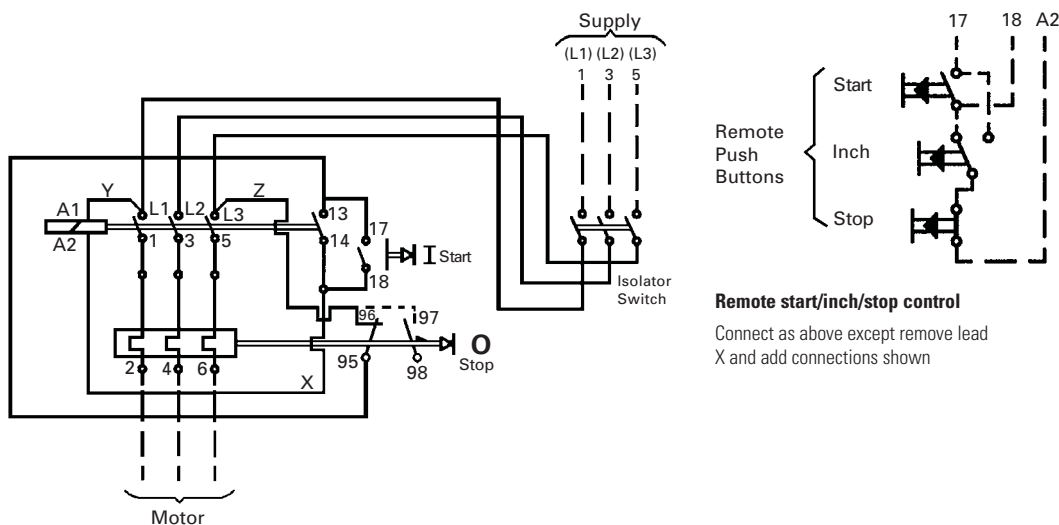 Supply
(L1) (L2) (L3)
1 3 5
17 18 A2
Start
Remote
Push
Buttons
Inch
Stop
Y L1 L2 Z
L3
A1
A2
1 3 5
13
14
17
18
I Start
Isolator
Switch
96 97
O
Stop
95 98
2 4 6
X
Motor
Remote start/inch/stop control
Connect as above except remove lead
X and add connections shown